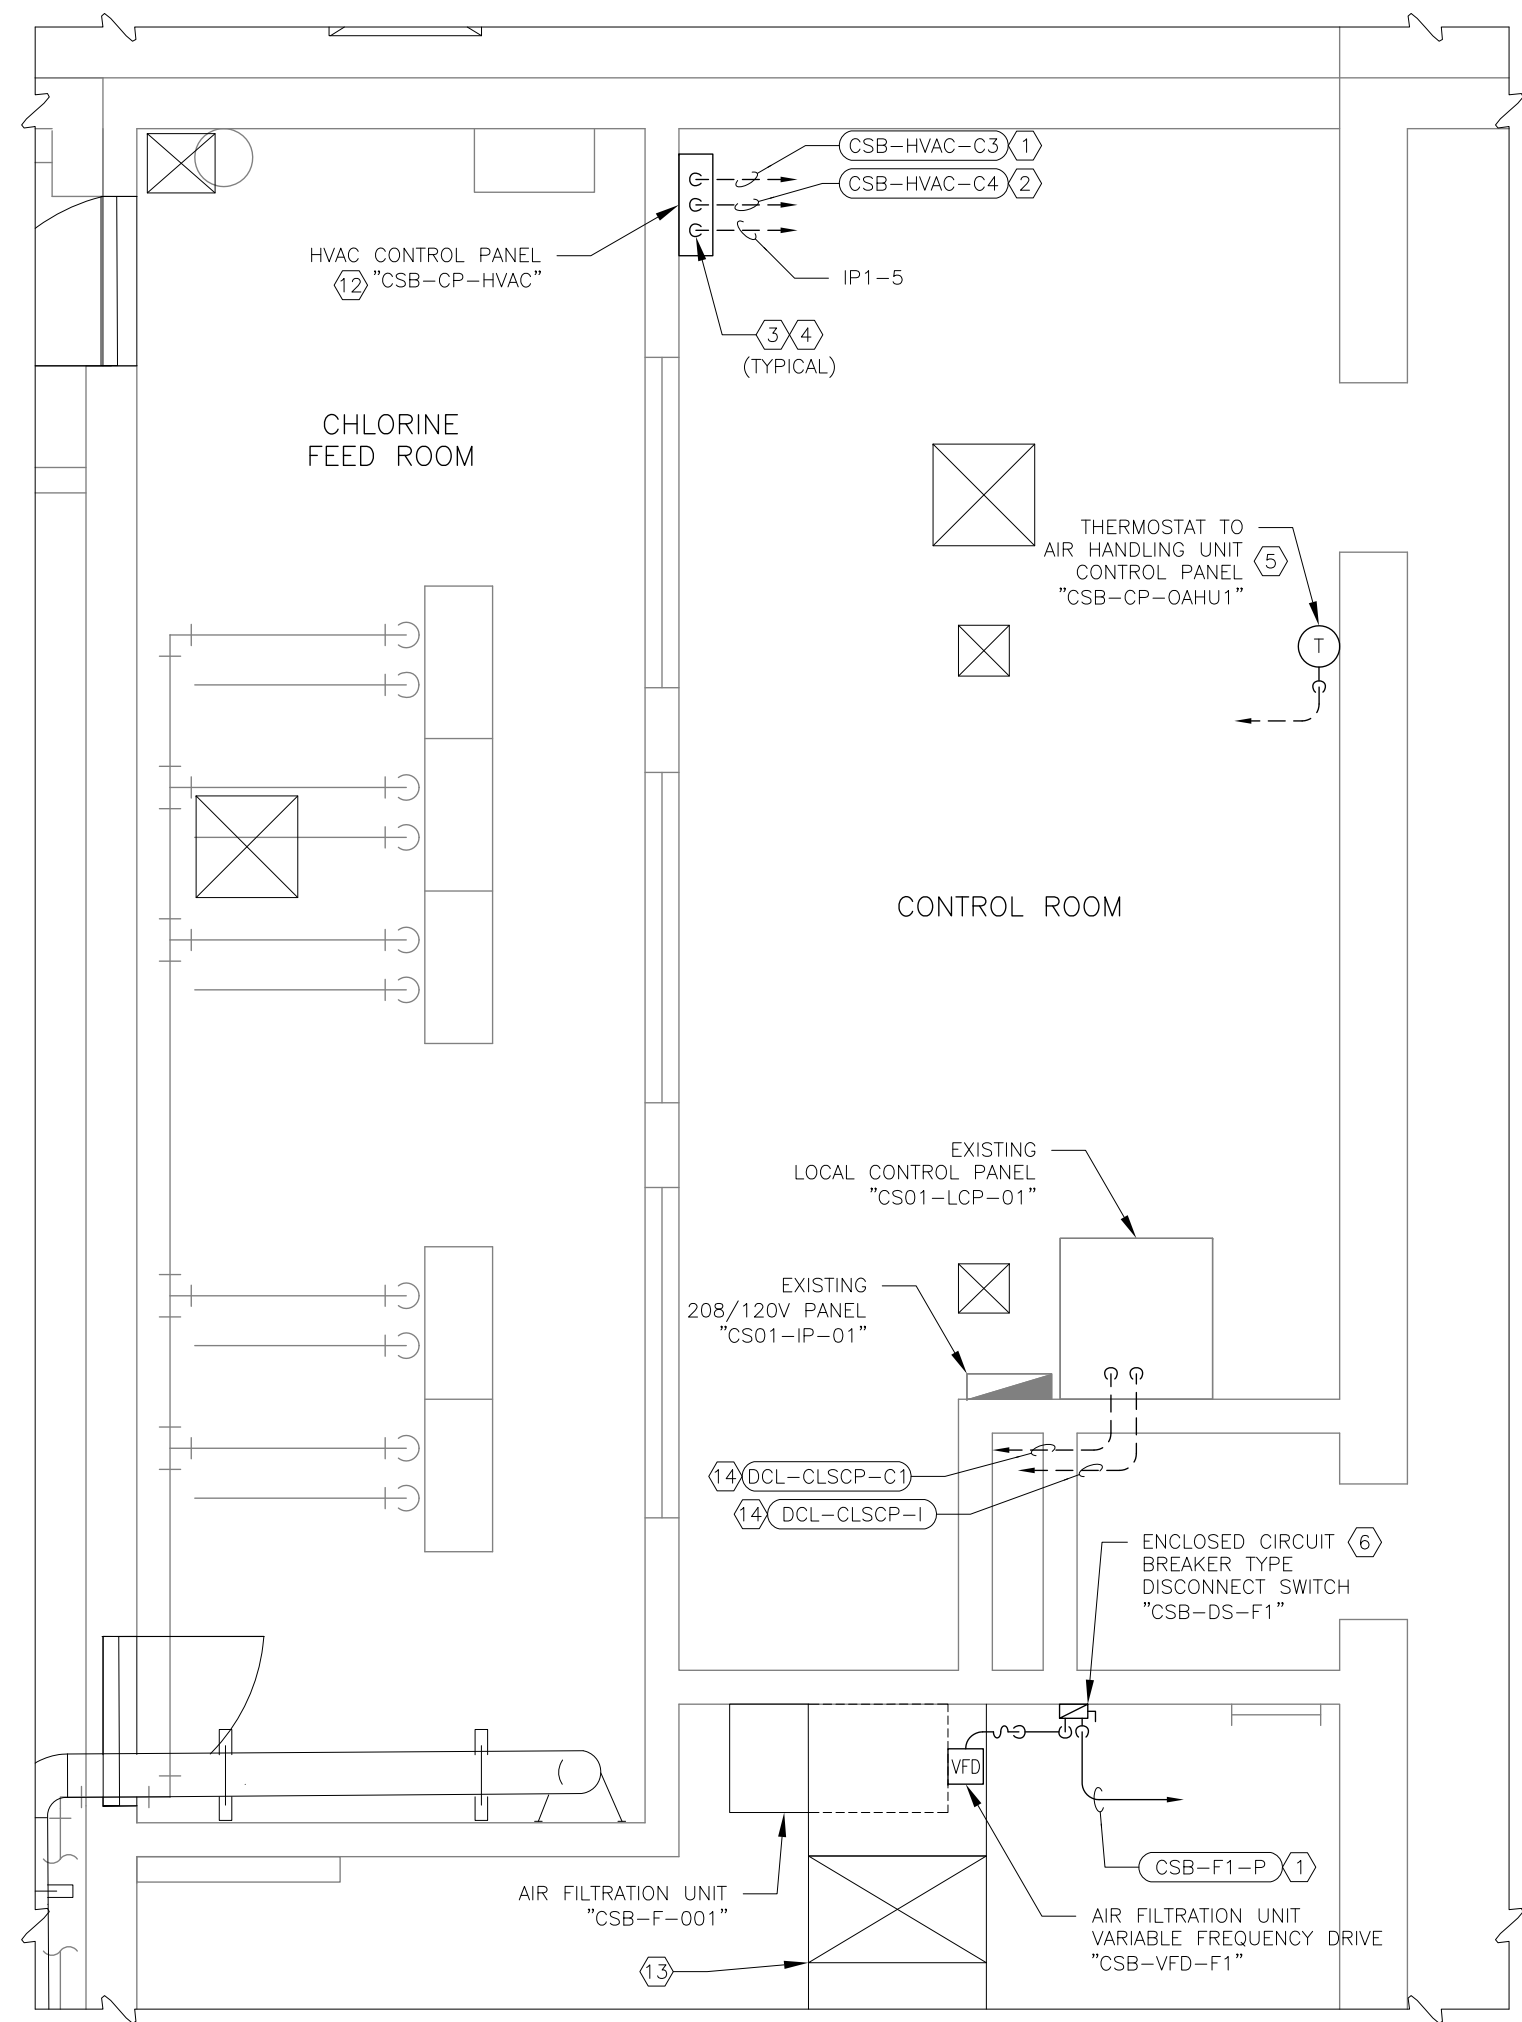 CSB-HVAC-C3 1
CSB-HVAC-C4 2
HVAC CONTROL PANEL
12 "CSB-CP-HVAC"
IP1-5
3 4
(TYPICAL)
CHLORINE
FEED ROOM
THERMOSTAT TO
AIR HANDLING UNIT 5
CONTROL PANEL
"CSB-CP-OAHU1"
T
CONTROL ROOM
EXISTING
LOCAL CONTROL PANEL
"CS01-LCP-01"
EXISTING
208/120V PANEL
"CS01-IP-01"
14 DCL-CLSCP-C1
14 DCL-CLSCP-I
ENCLOSED CIRCUIT 6
BREAKER TYPE
DISCONNECT SWITCH
"CSB-DS-F1"
VFD
CSB-F1-P 1
AIR FILTRATION UNIT
"CSB-F-001"
AIR FILTRATION UNIT
VARIABLE FREQUENCY DRIVE
"CSB-VFD-F1"
13